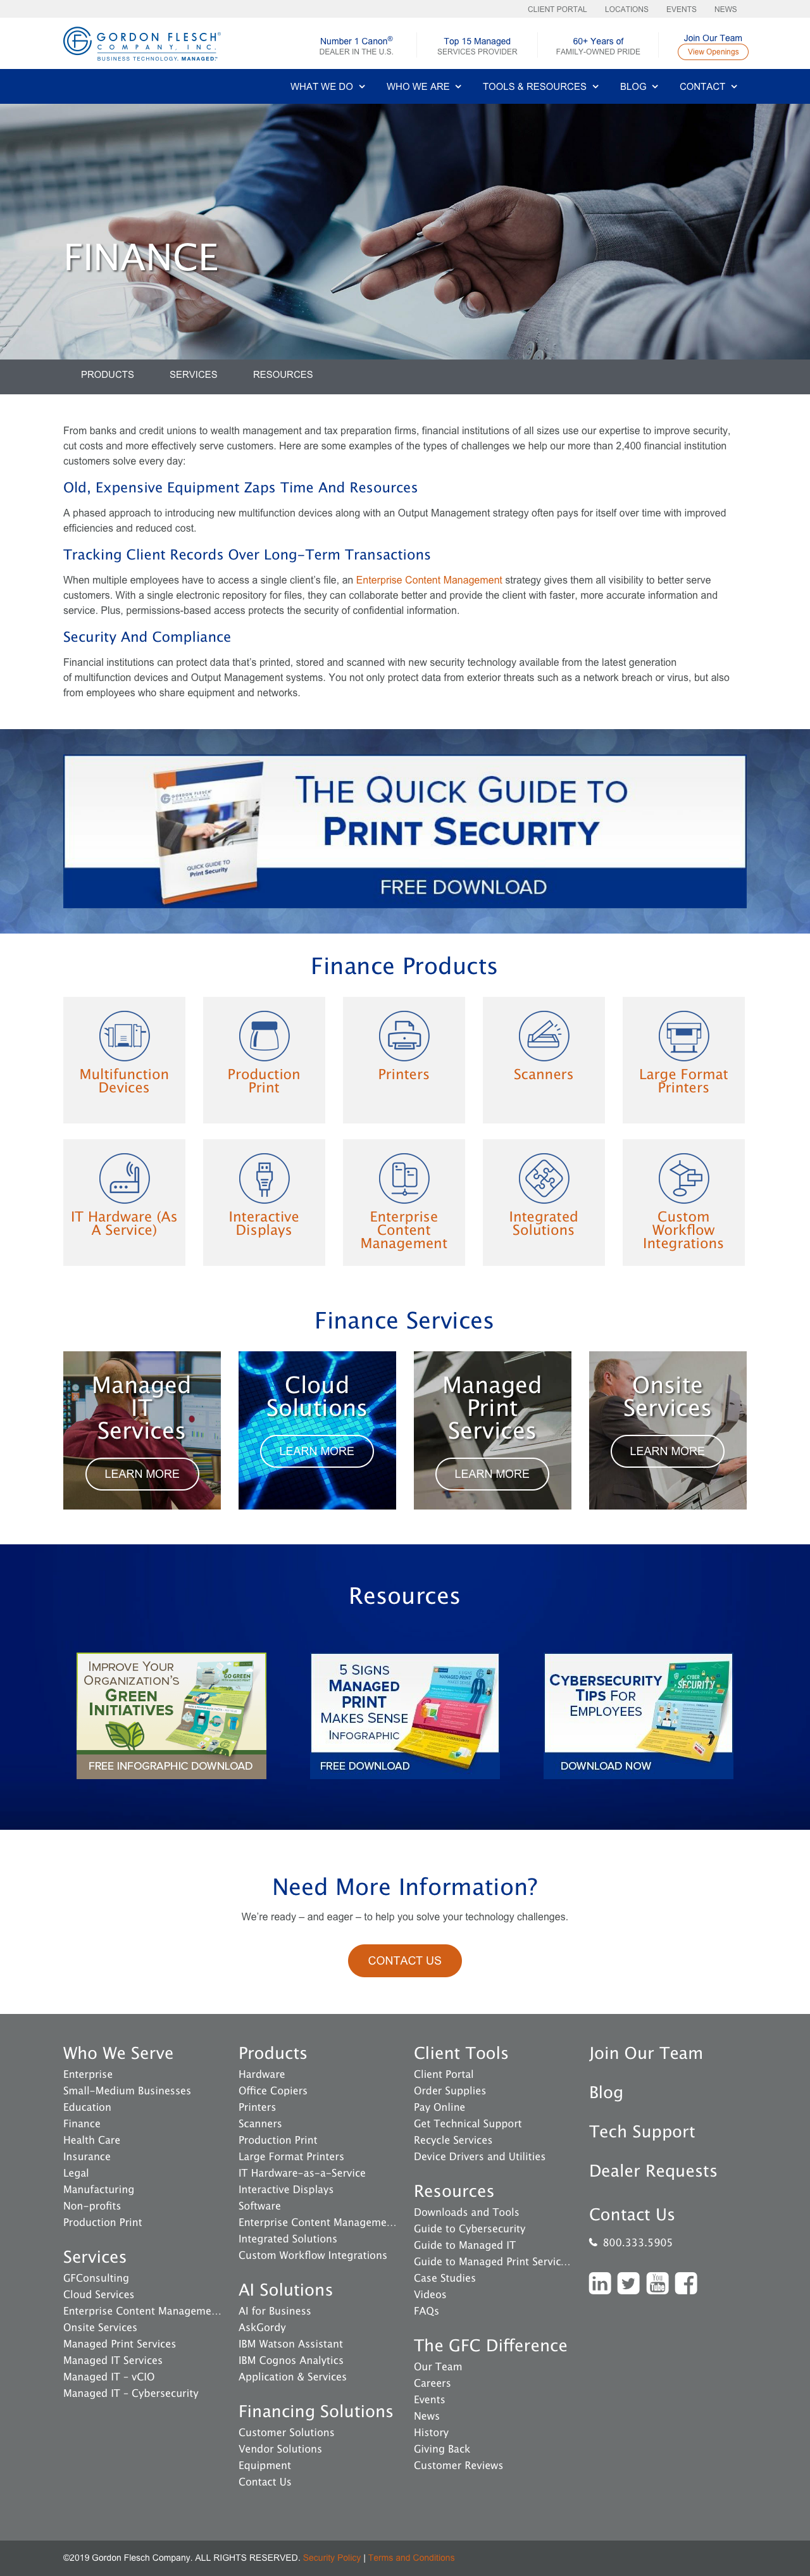 CLIENT PORTAL LOCATIONS EVENTS NEWS
GORDON FLESCH®
COMPANY, INC.
BUSINESS TECHNOLOGY. MANAGED.
Number 1 Canon®
DEALER IN THE U.S.
Top 15 Managed
SERVICES PROVIDER
60+ Years of
FAMILY-OWNED PRIDE
Join Our Team
View Openings
WHAT WE DO WHO WE ARE TOOLS & RESOURCES BLOG CONTACT
FINANCE
PRODUCTS SERVICES RESOURCES
From banks and credit unions to wealth management and tax preparation firms, financial institutions of all sizes use our expertise to improve security,
cut costs and more effectively serve customers. Here are some examples of the types of challenges we help our more than 2,400 financial institution
customers solve every day:
Old, Expensive Equipment Zaps Time And Resources
A phased approach to introducing new multifunction devices along with an Output Management strategy often pays for itself over time with improved
efficiencies and reduced cost.
Tracking Client Records Over Long-Term Transactions
When multiple employees have to access a single client's file, an Enterprise Content Management strategy gives them all visibility to better serve
customers. With a single electronic repository for files, they can collaborate better and provide the client with faster, more accurate information and
service. Plus, permissions-based access protects the security of confidential information.
Security And Compliance
Financial institutions can protect data that's printed, stored and scanned with new security technology available from the latest generation
of multifunction devices and Output Management systems. You not only protect data from exterior threats such as a network breach or virus, but also
from employees who share equipment and networks.
GORDON FLESCH
QUICK GUIDE TO
Print Security
THE QUICK GUIDE TO
PRINT SECURITY
FREE DOWNLOAD
Finance Products
Multifunction
Devices
Production
Print
Printers
Scanners
Large Format
Printers
IT Hardware (As
A Service)
Interactive
Displays
Enterprise
Content
Management
Integrated
Solutions
Custom
Workflow
Integrations
Finance Services
Managed
IT
Services
LEARN MORE
Cloud
Solutions
LEARN MORE
Managed
Print
Services
LEARN MORE
Onsite
Services
LEARN MORE
Resources
IMPROVE YOUR
ORGANIZATION'S
GREEN
INITIATIVES
GO GREEN
FREE INFOGRAPHIC DOWNLOAD
5 SIGNS
MANAGED
PRINT
MAKES SENSE
INFOGRAPHIC
FREE DOWNLOAD
CYBERSECURITY
TIPS FOR
EMPLOYEES
CYBER
SECURITY
DOWNLOAD NOW
Need More Information?
We're ready – and eager – to help you solve your technology challenges.
CONTACT US
Who We Serve
Enterprise
Small-Medium Businesses
Education
Finance
Health Care
Insurance
Legal
Manufacturing
Non-profits
Production Print
Services
GFConsulting
Cloud Services
Enterprise Content Manageme...
Onsite Services
Managed Print Services
Managed IT Services
Managed IT - vCIO
Managed IT - Cybersecurity
Products
Hardware
Office Copiers
Printers
Scanners
Production Print
Large Format Printers
IT Hardware-as-a-Service
Interactive Displays
Software
Enterprise Content Manageme...
Integrated Solutions
Custom Workflow Integrations
AI Solutions
AI for Business
AskGordy
IBM Watson Assistant
IBM Cognos Analytics
Application & Services
Financing Solutions
Customer Solutions
Vendor Solutions
Equipment
Contact Us
Client Tools
Client Portal
Order Supplies
Pay Online
Get Technical Support
Recycle Services
Device Drivers and Utilities
Resources
Downloads and Tools
Guide to Cybersecurity
Guide to Managed IT
Guide to Managed Print Servic...
Case Studies
Videos
FAQs
The GFC Difference
Our Team
Careers
Events
News
History
Giving Back
Customer Reviews
Join Our Team
Blog
Tech Support
Dealer Requests
Contact Us
800.333.5905
in
You
Tube
f
©2019 Gordon Flesch Company. ALL RIGHTS RESERVED. Security Policy | Terms and Conditions